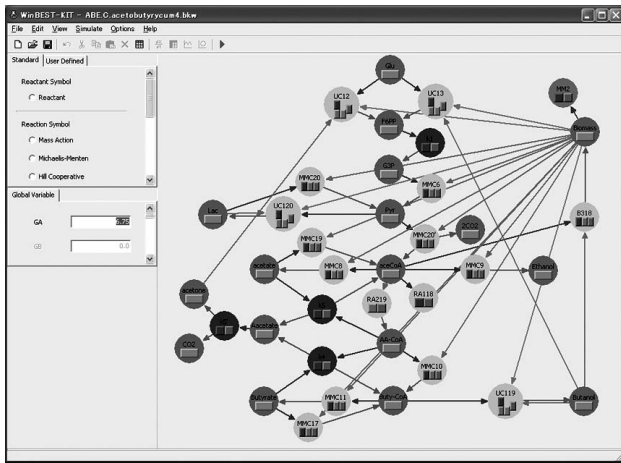 WinBEST-KIT - ABE.C.acetobutyrycum4.bkw
File Edit View Simulate Options Help
Standard User Defined
Reactant Symbol
Reactant
Reaction Symbol
Mass Action
Michaelis-Menten
Hill Cooperative
Global Variable
GA
GB 0.0
Glu
UC12
UC13
MM2
F6PP
Biomass
G3P
MMC20
MMC6
Lac
UC120
Pyr
B318
MMC19
MMC20'
2CO2
acetate
MMC8
aceCoA
MMC9
Ethanol
acetone
RA219
RA118
Aacetate
CO2
AA-CoA
MMC10
Butyrate
MMC11
Buty-CoA
UC119
Butanol
MMC17